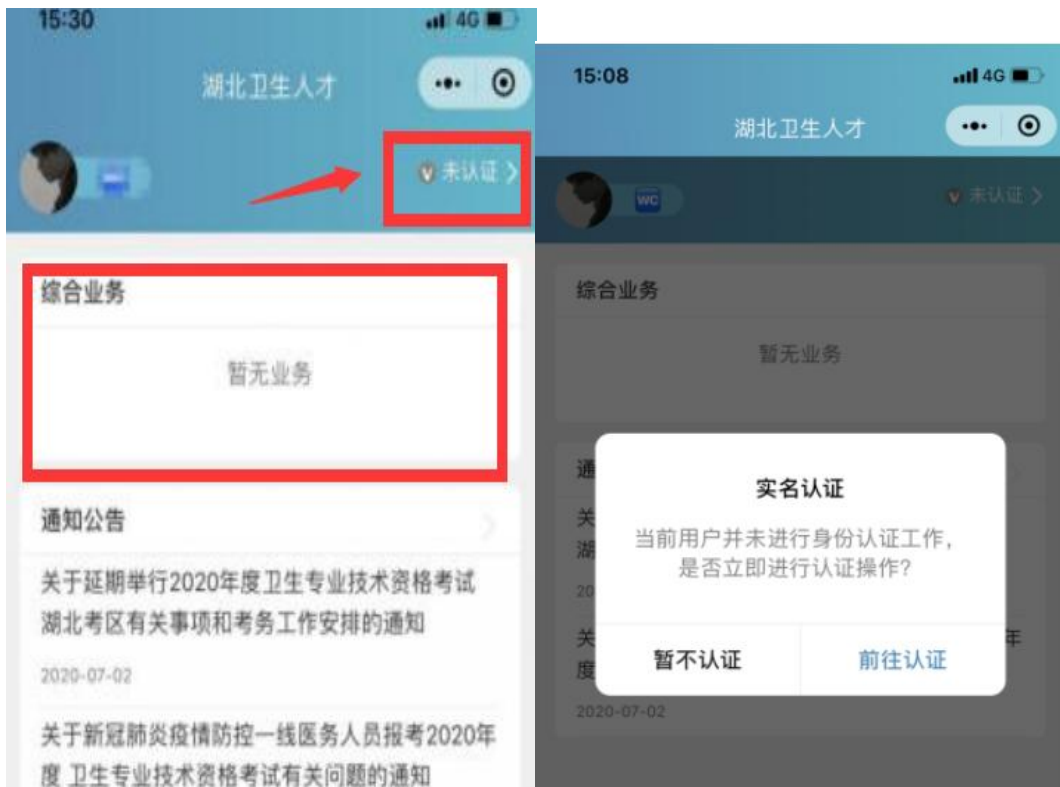 15:30
4G
湖北卫生人才
未认证
综合业务
暂无业务
通知公告
关于延期举行2020年度卫生专业技术资格考试
湖北考区有关事项和考务工作安排的通知
2020-07-02
关于新冠肺炎疫情防控一线医务人员报考2020年
度 卫生专业技术资格考试有关问题的通知
15:08
4G
湖北卫生人才
WC
未认证
综合业务
暂无业务
通
关
湖
20
实名认证
当前用户并未进行身份认证工作，
是否立即进行认证操作？
暂不认证
前往认证
关
年
度
2020-07-02